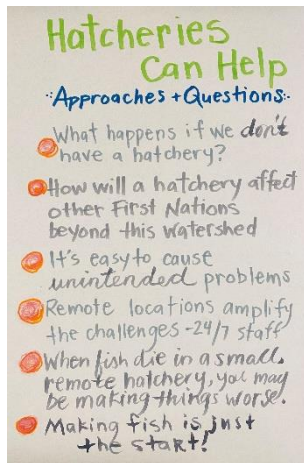 Hatcheries
Can Help
Approaches + Questions
What happens if we don't
have a hatchery?
How will a hatchery affect
other First Nations
beyond this watershed
It's easy to cause
unintended problems
Remote locations amplify
the challenges - 24/7 staff
When fish die in a small,
remote hatchery, you may
be making things worse.
Making fish is just
the start!